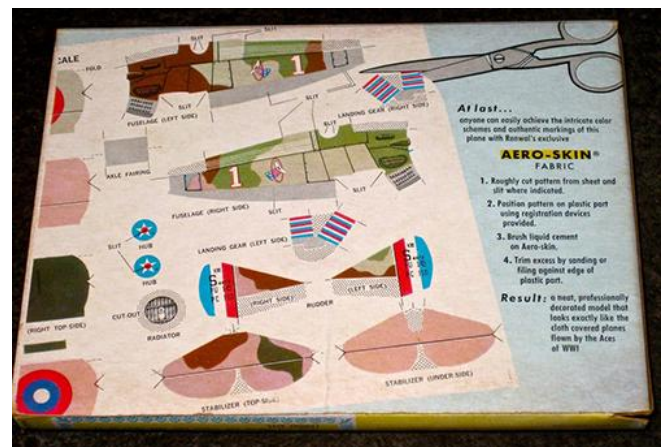 SCALE
FOLD
SLIT
SLIT
1
SLIT
SLIT
FUSELAGE (LEFT SIDE)
LANDING GEAR (RIGHT SIDE)
AXLE FAIRING
1
SLIT
FUSELAGE (RIGHT SIDE)
LANDING GEAR (LEFT SIDE)
SLIT
HUB
HUB
(RIGHT TOP SIDE)
CUT-OUT
RADIATOR
S
(RIGHT SIDE)
RUDDER
(LEFT SIDE)
S
STABILIZER (TOP SIDE)
STABILIZER (UNDER SIDE)
At last...
anyone can easily achieve the intricate color
schemes and authentic markings of this
plane with Renwal's exclusive
AERO-SKIN®
FABRIC
1. Roughly cut pattern from sheet and
slit where indicated.
2. Position pattern on plastic part
using registration devices
provided.
3. Brush liquid cement
on Aero-skin.
4. Trim excess by sanding or
filing against edge of
plastic part.
Result: a neat, professionally
decorated model that
looks exactly like the
cloth covered planes
flown by the Aces
of WWI